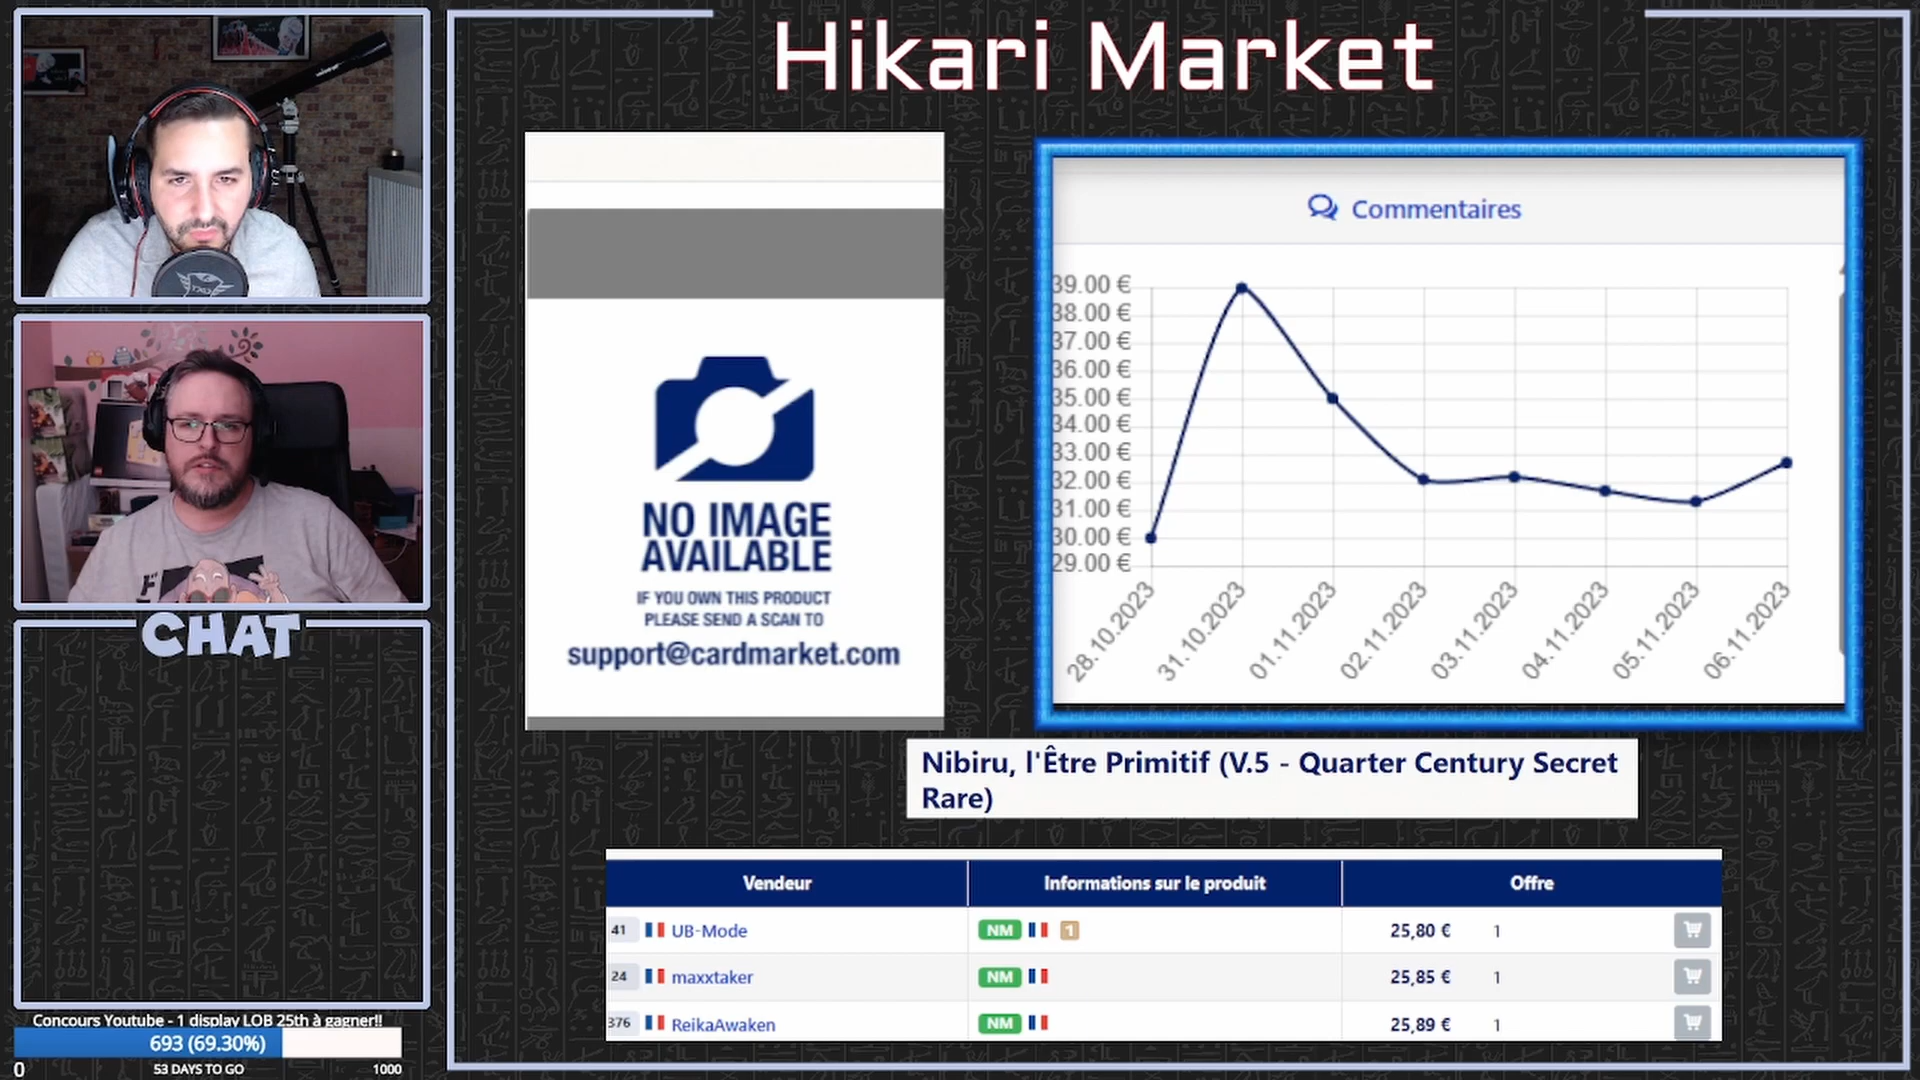 Hikari Market
Commentaires
39.00 €
38.00 €
37.00 €
36.00 €
35.00 €
34.00 €
33.00 €
32.00 €
31.00 €
30.00 €
29.00 €
28.10.2023
31.10.2023
01.11.2023
02.11.2023
03.11.2023
04.11.2023
05.11.2023
06.11.2023
NO IMAGE
AVAILABLE
IF YOU OWN THIS PRODUCT
PLEASE SEND A SCAN TO
support@cardmarket.com
Nibiru, l'Être Primitif (V.5 - Quarter Century Secret
Rare)
Vendeur Informations sur le produit Offre
41 UB-Mode NM 1 25,80 € 1
24 maxxtaker NM 25,85 € 1
376 ReikaAwaken NM 25,89 € 1
CHAT
Concours Youtube - 1 display LOB 25th à gagner!!
693 (69.30%)
0 53 DAYS TO GO 1000